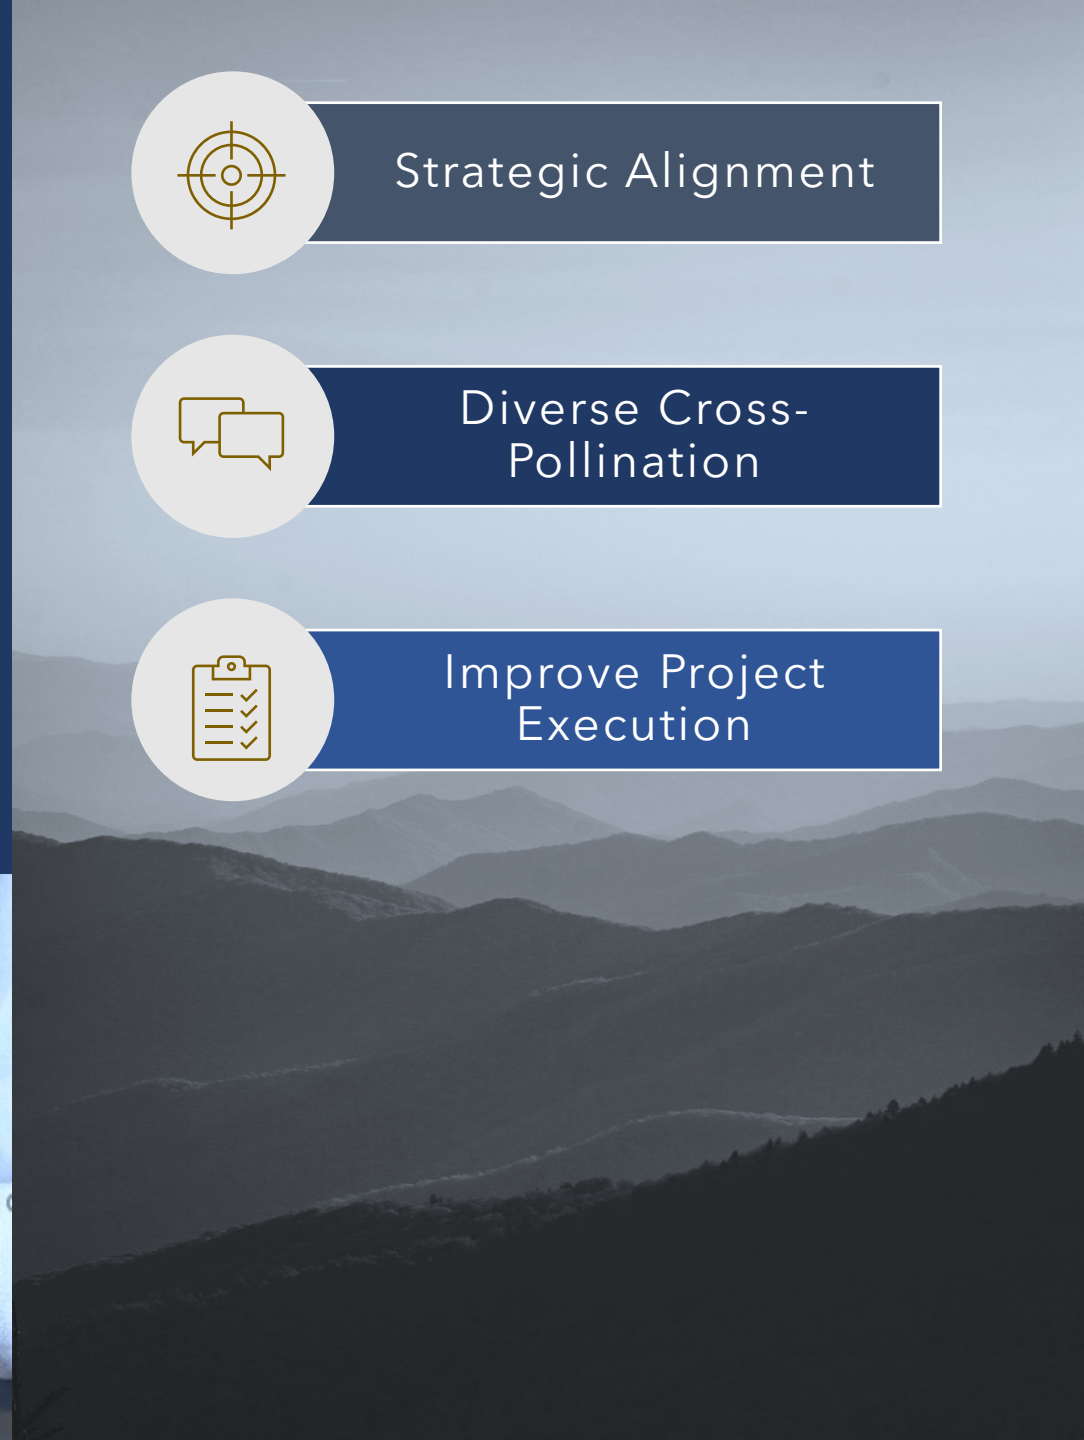 Strategic Alignment
Diverse Cross-
Pollination
Improve Project
Execution